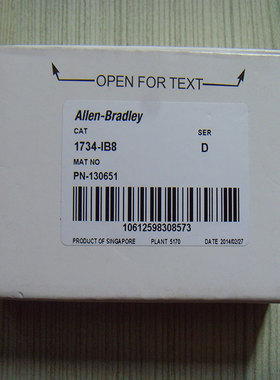 OPEN FOR TEXT
Allen-Bradley
CAT SER
1734-IB8 D
MAT NO
PN-130651
10612598308573
PRODUCT OF SINGAPORE PLANT 5170 DATE 2014/02/27